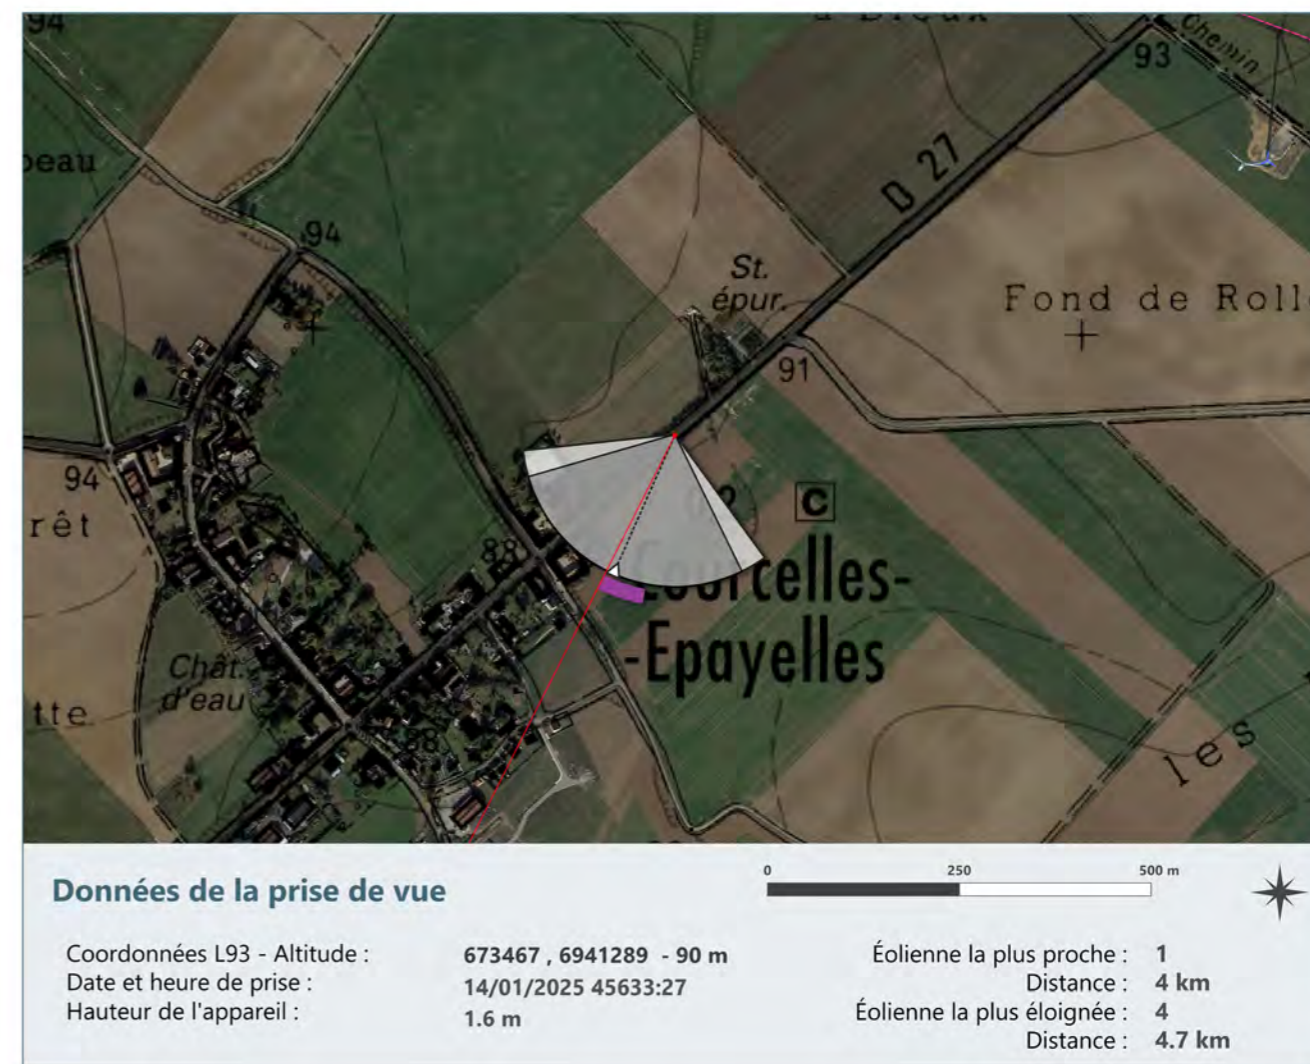 94
Chemin
93
beau
D 27
94
St.
épur.
Fond de Roll
91
94
C
rêt
88
Courcelles-
-Epayelles
Chât.
d'eau
tte
les
88
Données de la prise de vue
0 250 500 m
Coordonnées L93 - Altitude : 673467 , 6941289 - 90 m
Date et heure de prise : 14/01/2025 45633:27
Hauteur de l'appareil : 1.6 m
Éolienne la plus proche : 1
Distance : 4 km
Éolienne la plus éloignée : 4
Distance : 4.7 km